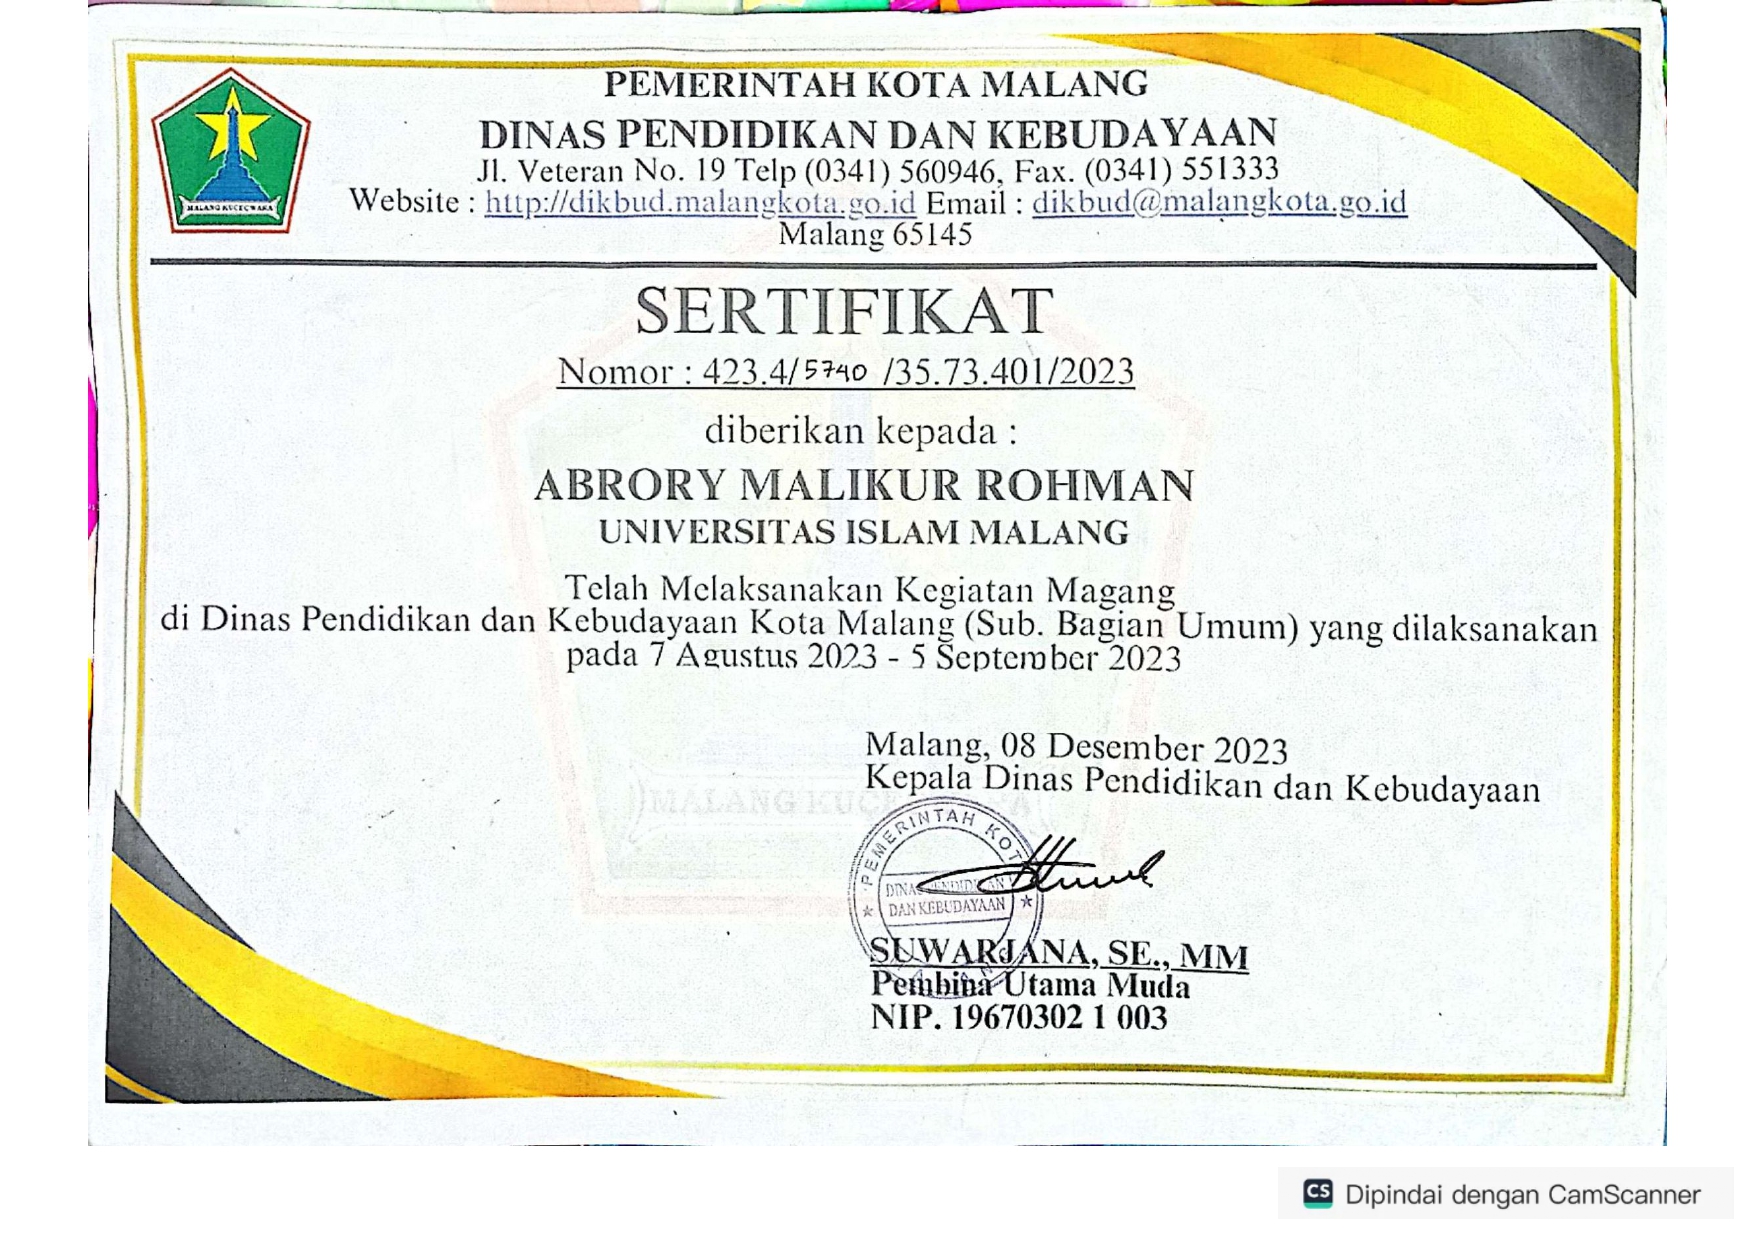 PEMERINTAH KOTA MALANG
DINAS PENDIDIKAN DAN KEBUDAYAAN
Jl. Veteran No. 19 Telp (0341) 560946, Fax. (0341) 551333
Website : http://dikbud.malangkota.go.id Email : dikbud@malangkota.go.id
Malang 65145
MALANG KUCECWARA
SERTIFIKAT
Nomor : 423.4/5740 /35.73.401/2023
diberikan kepada :
ABRORY MALIKUR ROHMAN
UNIVERSITAS ISLAM MALANG
Telah Melaksanakan Kegiatan Magang
di Dinas Pendidikan dan Kebudayaan Kota Malang (Sub. Bagian Umum) yang dilaksanakan
pada 7 Agustus 2023 - 5 September 2023
Malang, 08 Desember 2023
Kepala Dinas Pendidikan dan Kebudayaan
MALANG KUCECWARA
PEMERINTAH KOTA
DINAS PENDIDIKAN
DAN KEBUDAYAAN
SUWARJANA, SE., MM
Pembina Utama Muda
NIP. 19670302 1 003
CS Dipindai dengan CamScanner